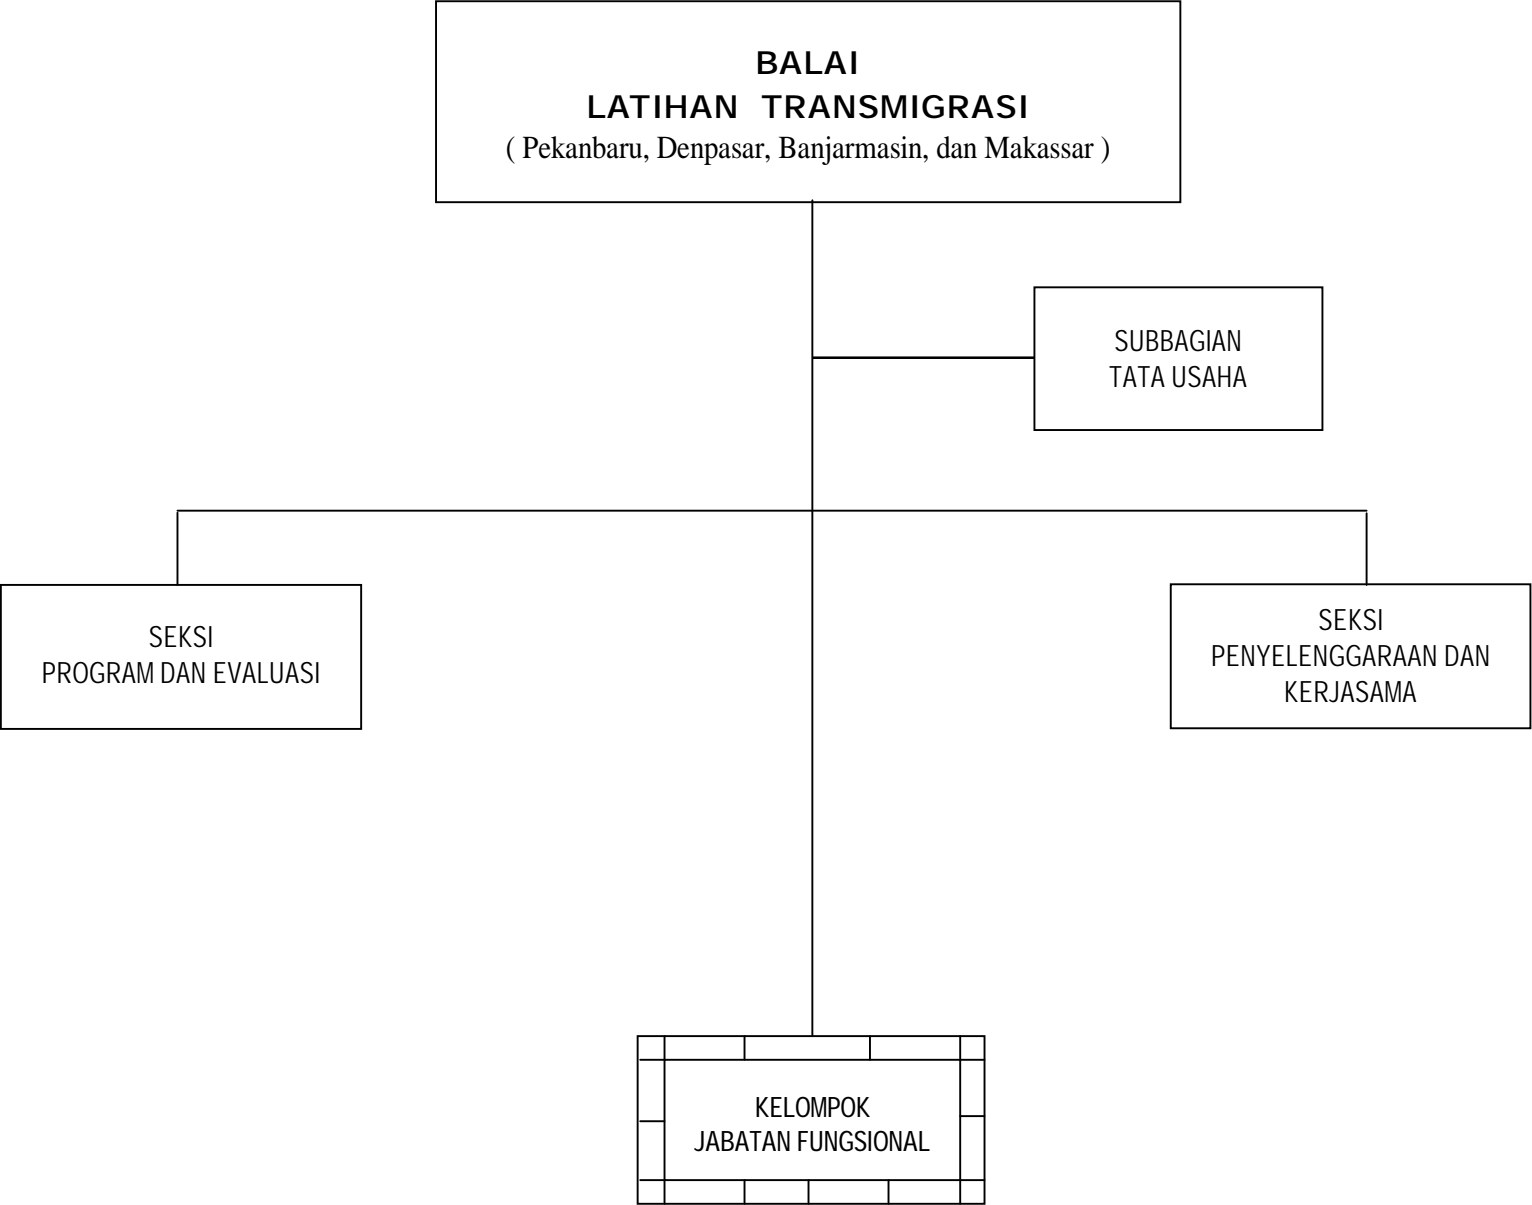 BALAI
LATIHAN TRANSMIGRASI
( Pekanbaru, Denpasar, Banjarmasin, dan Makassar )
SUBBAGIAN
TATA USAHA
SEKSI
PROGRAM DAN EVALUASI
SEKSI
PENYELENGGARAAN DAN
KERJASAMA
KELOMPOK
JABATAN FUNGSIONAL